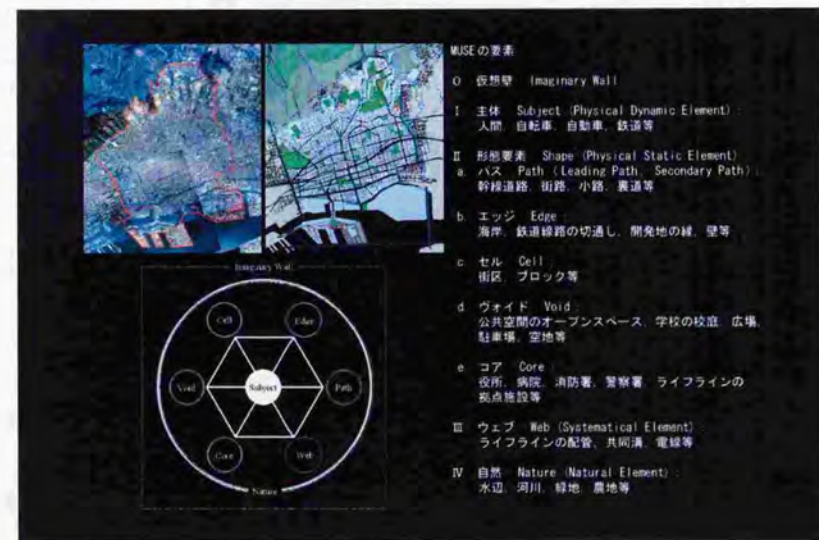 MUSEの要素
0 仮想壁 Imaginary Wall
I 主体 Subject (Physical Dynamic Element) :
人間、自転車、自動車、鉄道等
II 形態要素 Shape (Physical Static Element)
a. パス Path (Leading Path, Secondary Path) :
幹線道路、街路、小路、裏道等
b. エッジ Edge :
海岸、鉄道線路の切通し、開発地の縁、壁等
c. セル Cell :
街区、ブロック等
d. ヴォイド Void :
公共空間のオープンスペース、学校の校庭、広場、
駐車場、空地等
e. コア Core :
役所、病院、消防署、警察署、ライフラインの
拠点施設等
III ウェブ Web (Systematical Element) :
ライフラインの配管、共同溝、電線等
IV 自然 Nature (Natural Element) :
水辺、河川、緑地、農地等
Imaginary Wall
Cell
Edge
Void
Subject
Path
Core
Web
Nature